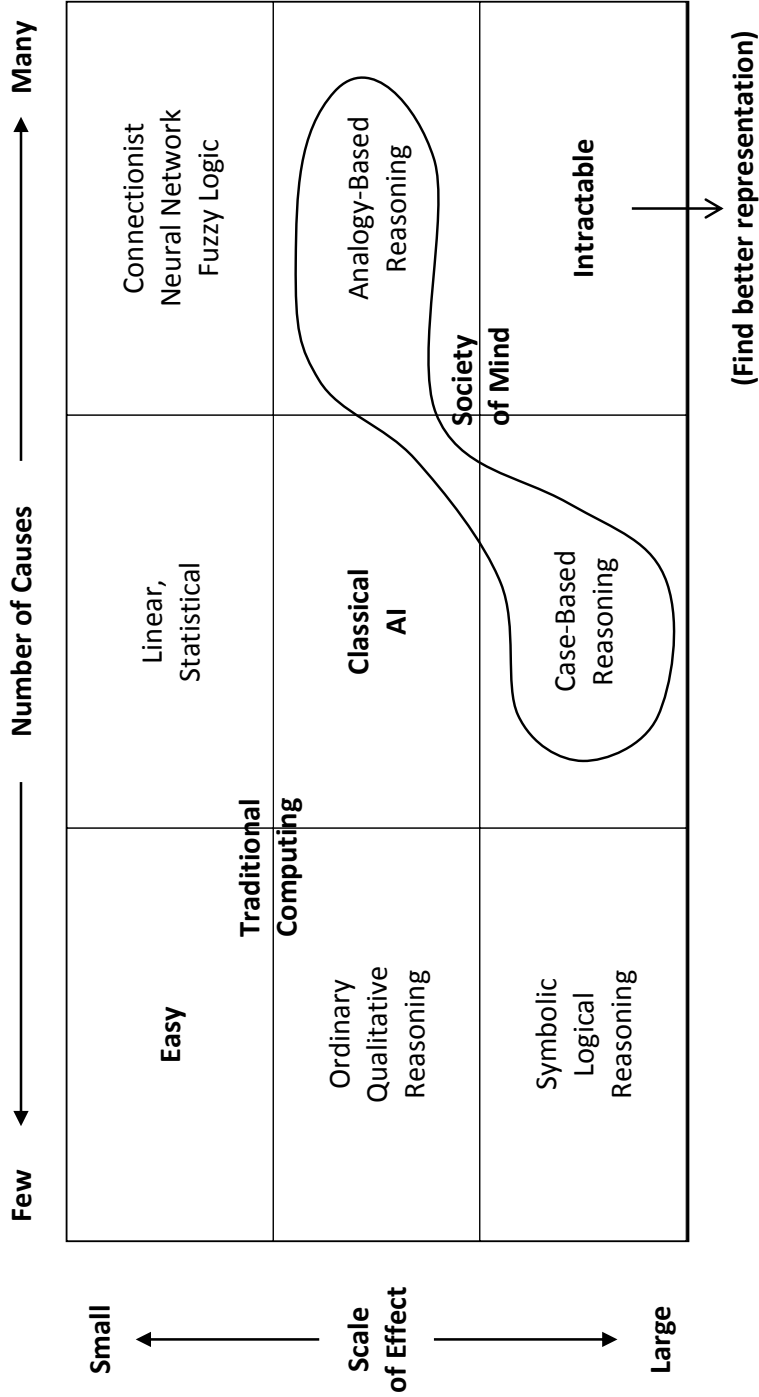 Few
Number of Causes
Many
Small
Scale
of Effect
Large
Easy
Linear,
Statistical
Connectionist
Neural Network
Fuzzy Logic
Traditional
Computing
Ordinary
Qualitative
Reasoning
Classical
AI
Analogy-Based
Reasoning
Society
of Mind
Symbolic
Logical
Reasoning
Case-Based
Reasoning
Intractable
(Find better representation)